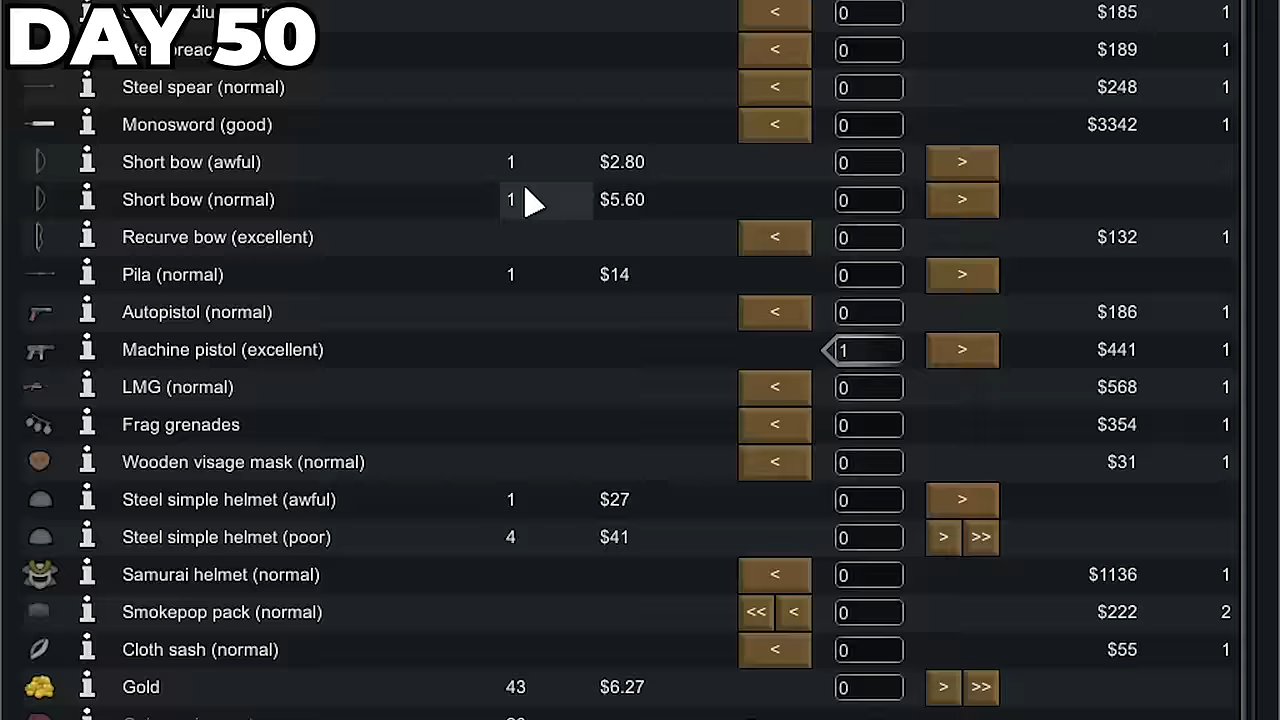 DAY 50
< 0 $185 1
< 0 $189 1
Steel spear (normal) < 0 $248 1
Monosword (good) < 0 $3342 1
Short bow (awful) 1 $2.80 0 >
Short bow (normal) 1 $5.60 0 >
Recurve bow (excellent) < 0 $132 1
Pila (normal) 1 $14 0 >
Autopistol (normal) < 0 $186 1
Machine pistol (excellent) 1 > $441 1
LMG (normal) < 0 $568 1
Frag grenades < 0 $354 1
Wooden visage mask (normal) < 0 $31 1
Steel simple helmet (awful) 1 $27 0 >
Steel simple helmet (poor) 4 $41 0 > >>
Samurai helmet (normal) < 0 $1136 1
Smokepop pack (normal) << < 0 $222 2
Cloth sash (normal) < 0 $55 1
Gold 43 $6.27 0 > >>